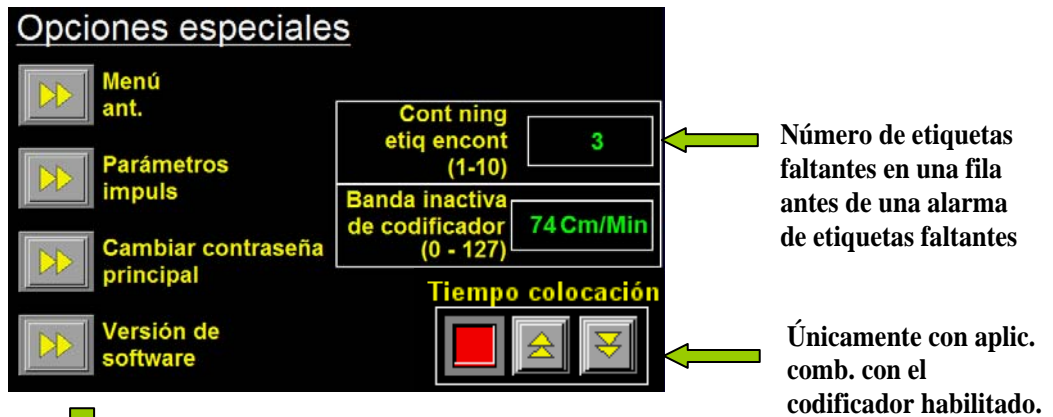 Opciones especiales
Menú
ant.
Parámetros
impuls
Cambiar contraseña
principal
Versión de
software
Cont ning
etiq encont
(1-10)
3
Banda inactiva
de codificador
(0 - 127)
74 Cm/Min
Tiempo colocación
Número de etiquetas
faltantes en una fila
antes de una alarma
de etiquetas faltantes
Únicamente con aplic.
comb. con el
codificador habilitado.